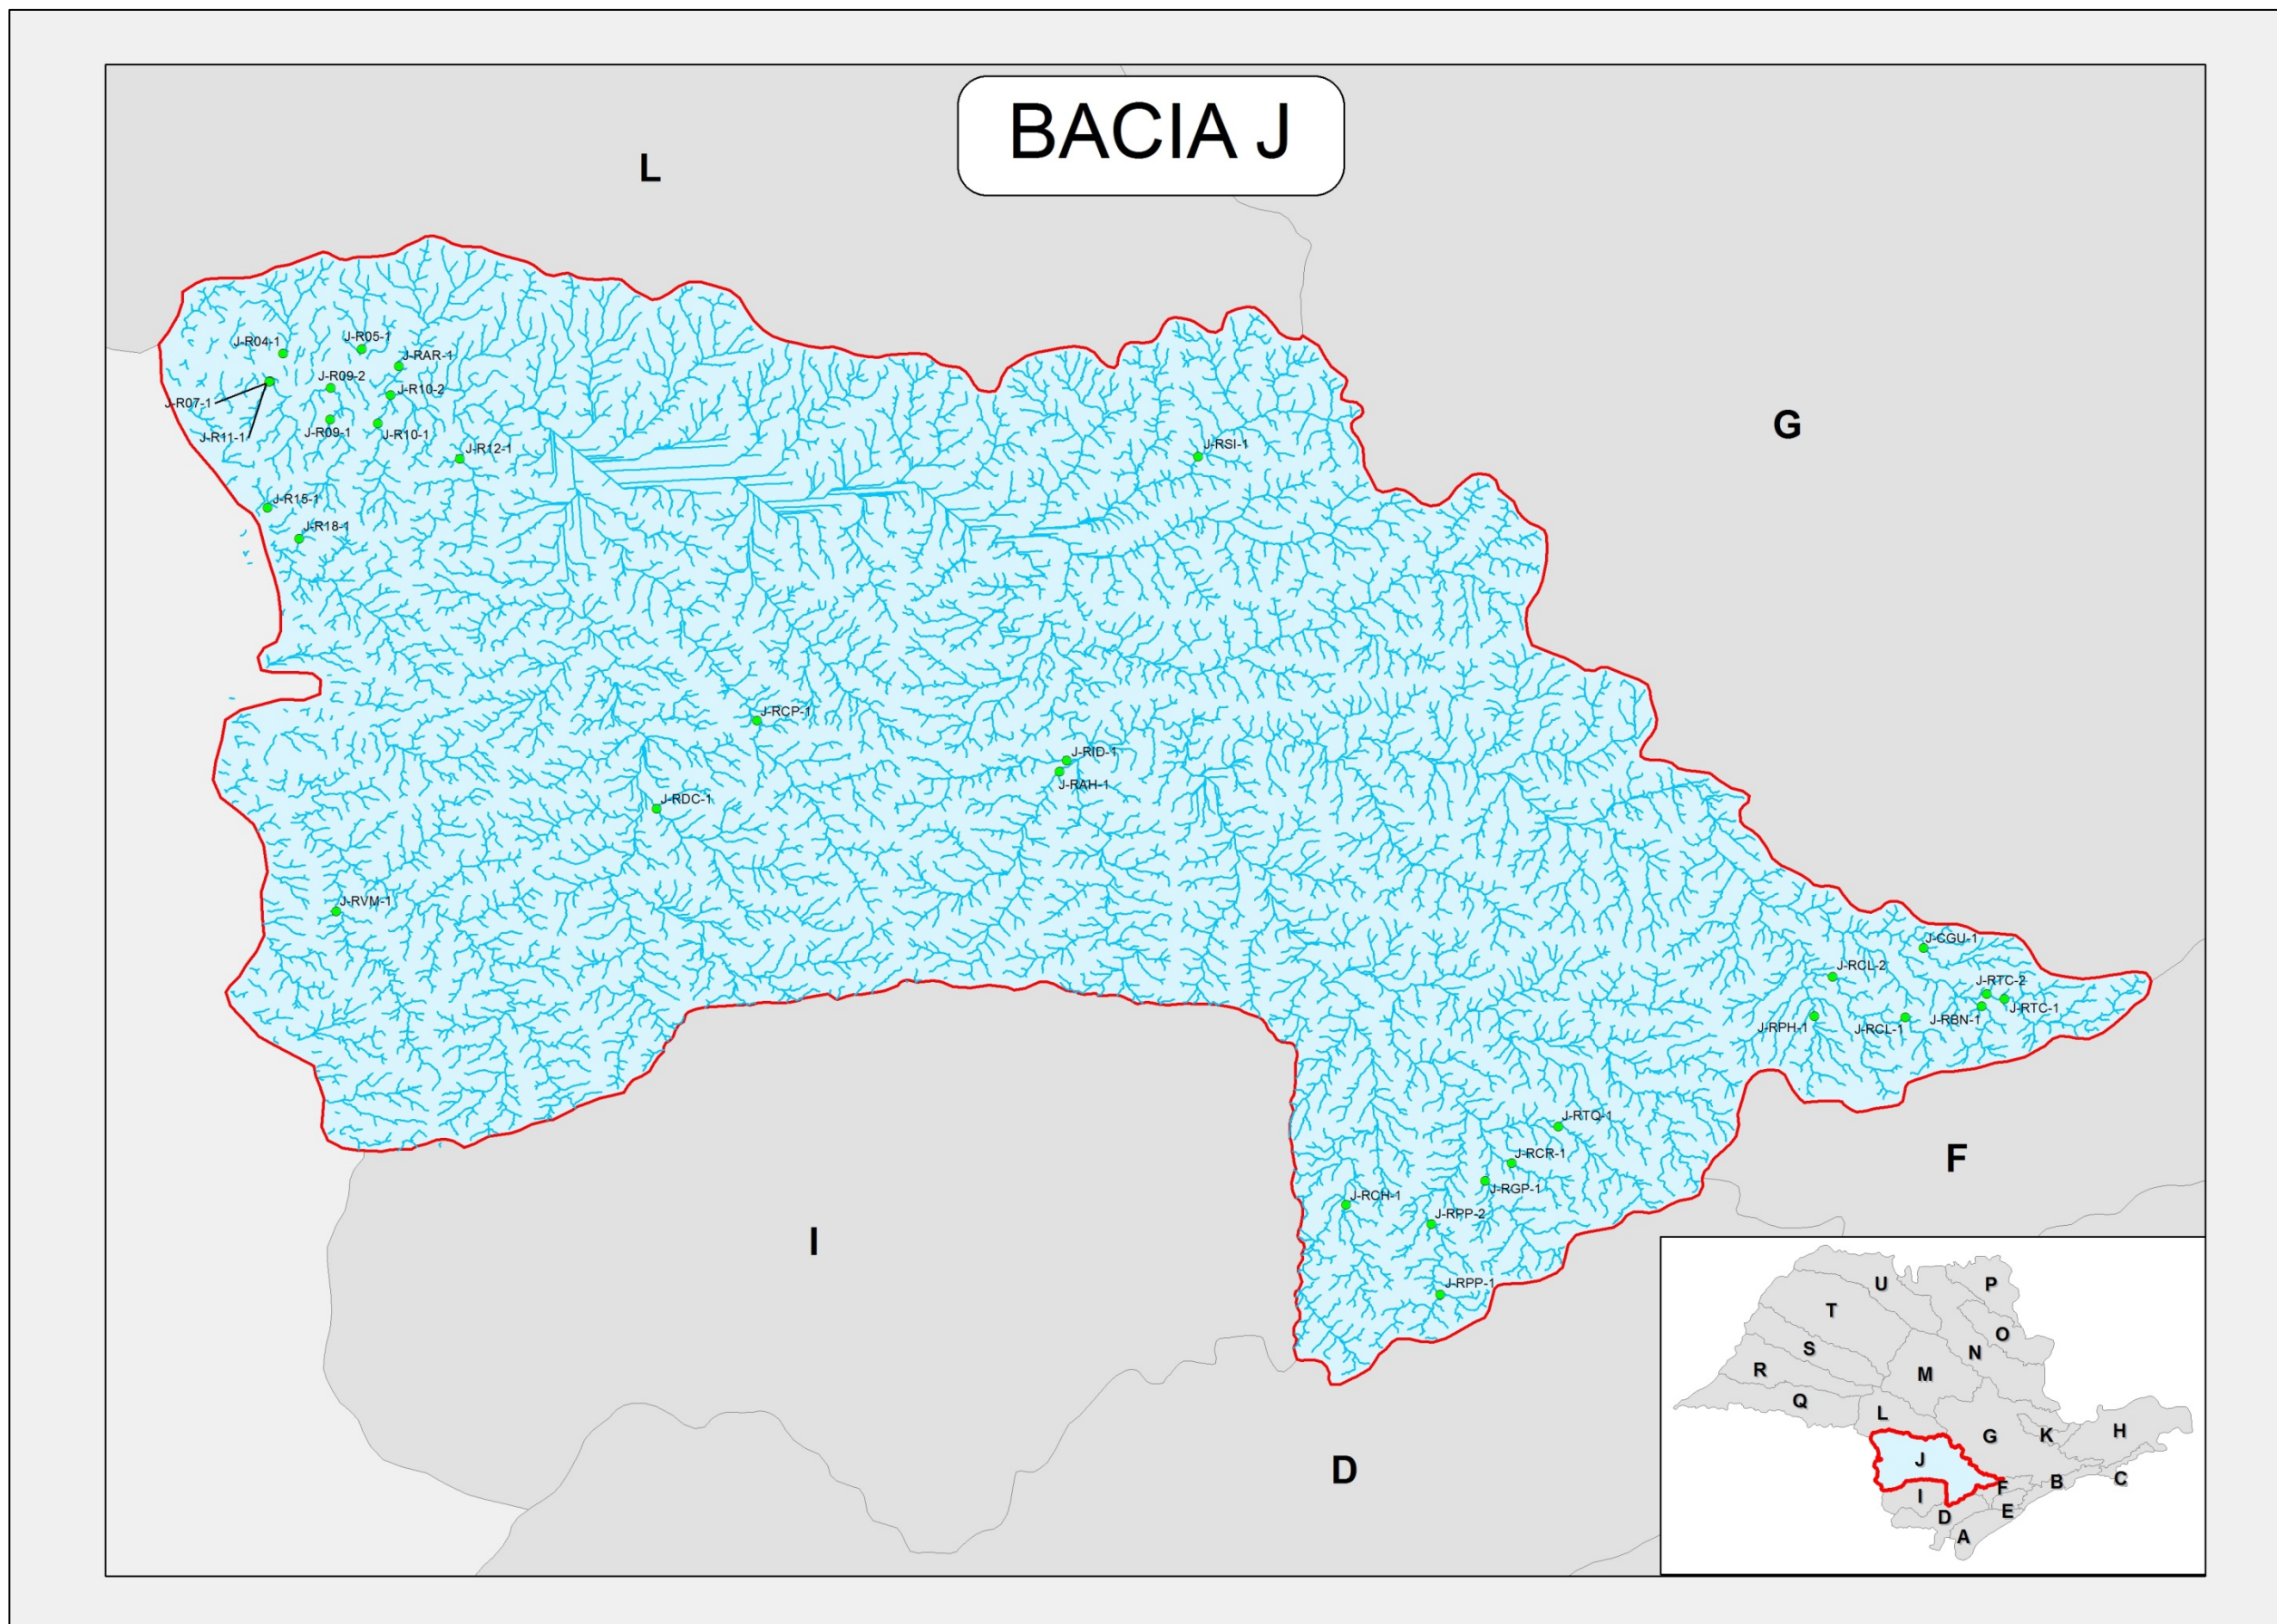 BACIA J
L
G
J-R04-1
J-R05-1
J-RAR-1
J-R09-2
J-R10-2
J-R07-1
J-R11-1
J-R09-1
J-R10-1
J-R12-1
J-RSI-1
J-R15-1
J-R18-1
J-RCP-1
J-RID-1
J-RAH-1
J-RDC-1
J-RVM-1
J-CGU-1
J-RCL-2
J-RTC-2
J-RTC-1
J-RBN-1
J-RCL-1
J-RPH-1
J-RTQ-1
J-RCR-1
J-RGP-1
J-RCH-1
J-RPP-2
J-RPP-1
F
I
D
U
P
T
O
S
N
R
M
Q
L
G
K
H
J
F
B
C
I
E
D
A